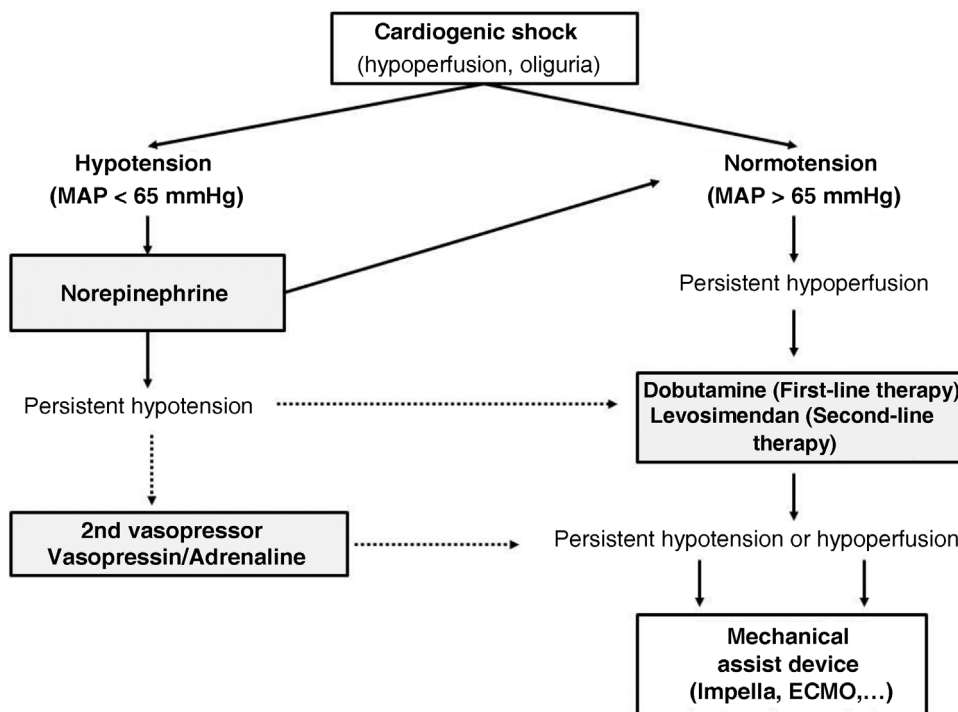 Cardiogenic shock
(hypoperfusion, oliguria)
Hypotension
(MAP < 65 mmHg)
Normotension
(MAP > 65 mmHg)
Norepinephrine
Persistent hypoperfusion
Persistent hypotension
Dobutamine (First-line therapy)
Levosimendan (Second-line
therapy)
2nd vasopressor
Vasopressin/Adrenaline
Persistent hypotension or hypoperfusion
Mechanical
assist device
(Impella, ECMO,…)